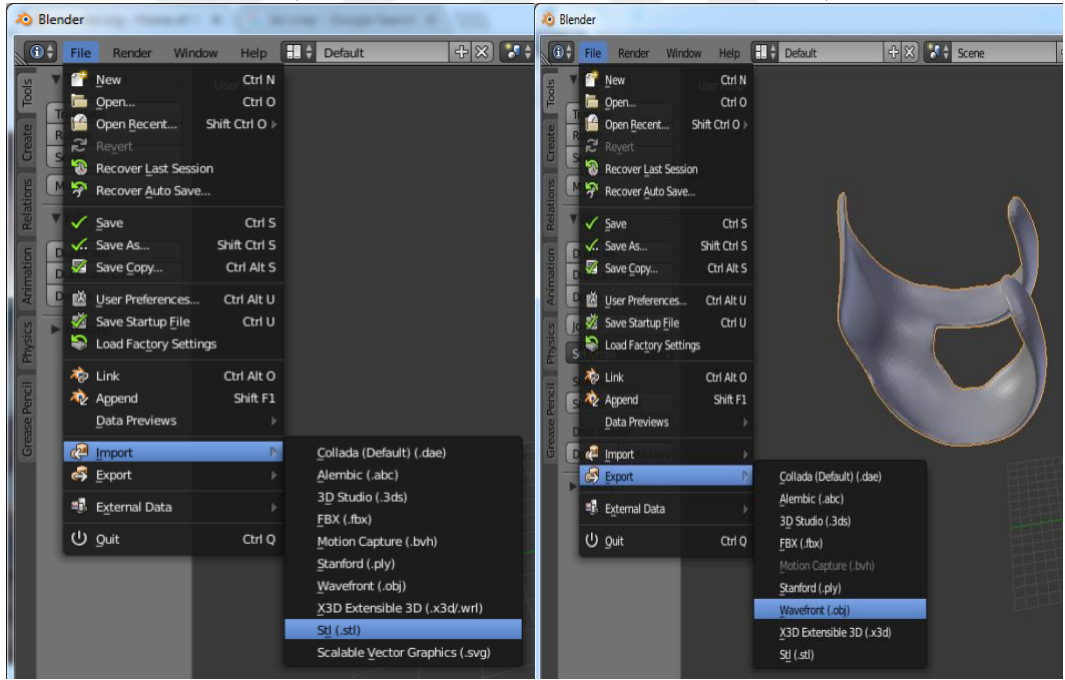 Blender
File Render Window Help Default
Tools
Create
Relations
Animation
Physics
Grease Pencil
New Ctrl N
Open... Ctrl O
Open Recent... Shift Ctrl O
Revert
Recover Last Session
Recover Auto Save...
Save Ctrl S
Save As... Shift Ctrl S
Save Copy... Ctrl Alt S
User Preferences... Ctrl Alt U
Save Startup File Ctrl U
Load Factory Settings
Link Ctrl Alt O
Append Shift F1
Data Previews
Import
Export
External Data
Quit Ctrl Q
Collada (Default) (.dae)
Alembic (.abc)
3D Studio (.3ds)
FBX (.fbx)
Motion Capture (.bvh)
Stanford (.ply)
Wavefront (.obj)
X3D Extensible 3D (.x3d/.wrl)
Stl (.stl)
Scalable Vector Graphics (.svg)
Blender
File Render Window Help Default Scene
Tools
Create
Relations
Animation
Physics
Grease Pencil
New Ctrl N
Open... Ctrl O
Open Recent... Shift Ctrl O
Revert
Recover Last Session
Recover Auto Save...
Save Ctrl S
Save As... Shift Ctrl S
Save Copy... Ctrl Alt S
User Preferences... Ctrl Alt U
Save Startup File Ctrl U
Load Factory Settings
Link Ctrl Alt O
Append Shift F1
Data Previews
Import
Export
External Data
Quit Ctrl Q
Collada (Default) (.dae)
Alembic (.abc)
3D Studio (.3ds)
FBX (.fbx)
Motion Capture (.bvh)
Stanford (.ply)
Wavefront (.obj)
X3D Extensible 3D (.x3d)
Stl (.stl)